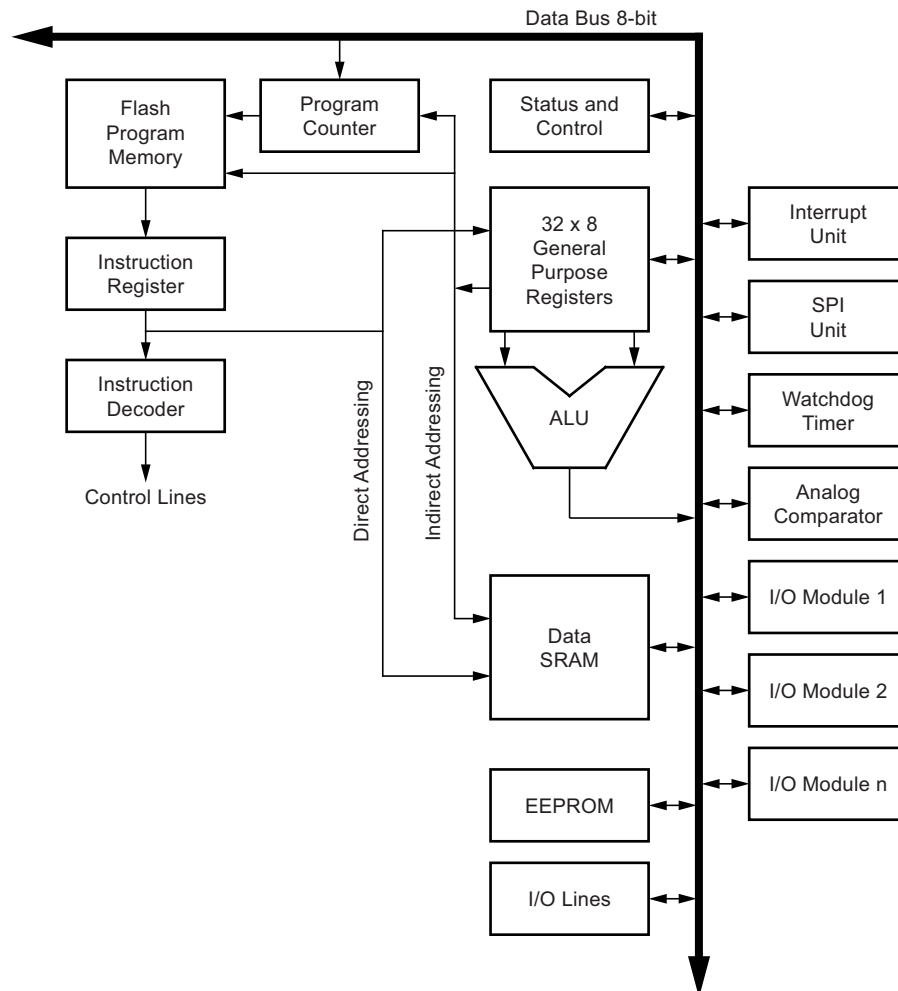 Data Bus 8-bit
Flash
Program
Memory
Program
Counter
Status and
Control
32 x 8
General
Purpose
Registers
Interrupt
Unit
Instruction
Register
SPI
Unit
Instruction
Decoder
ALU
Watchdog
Timer
Direct Addressing
Indirect Addressing
Control Lines
Analog
Comparator
I/O Module 1
Data
SRAM
I/O Module 2
I/O Module n
EEPROM
I/O Lines